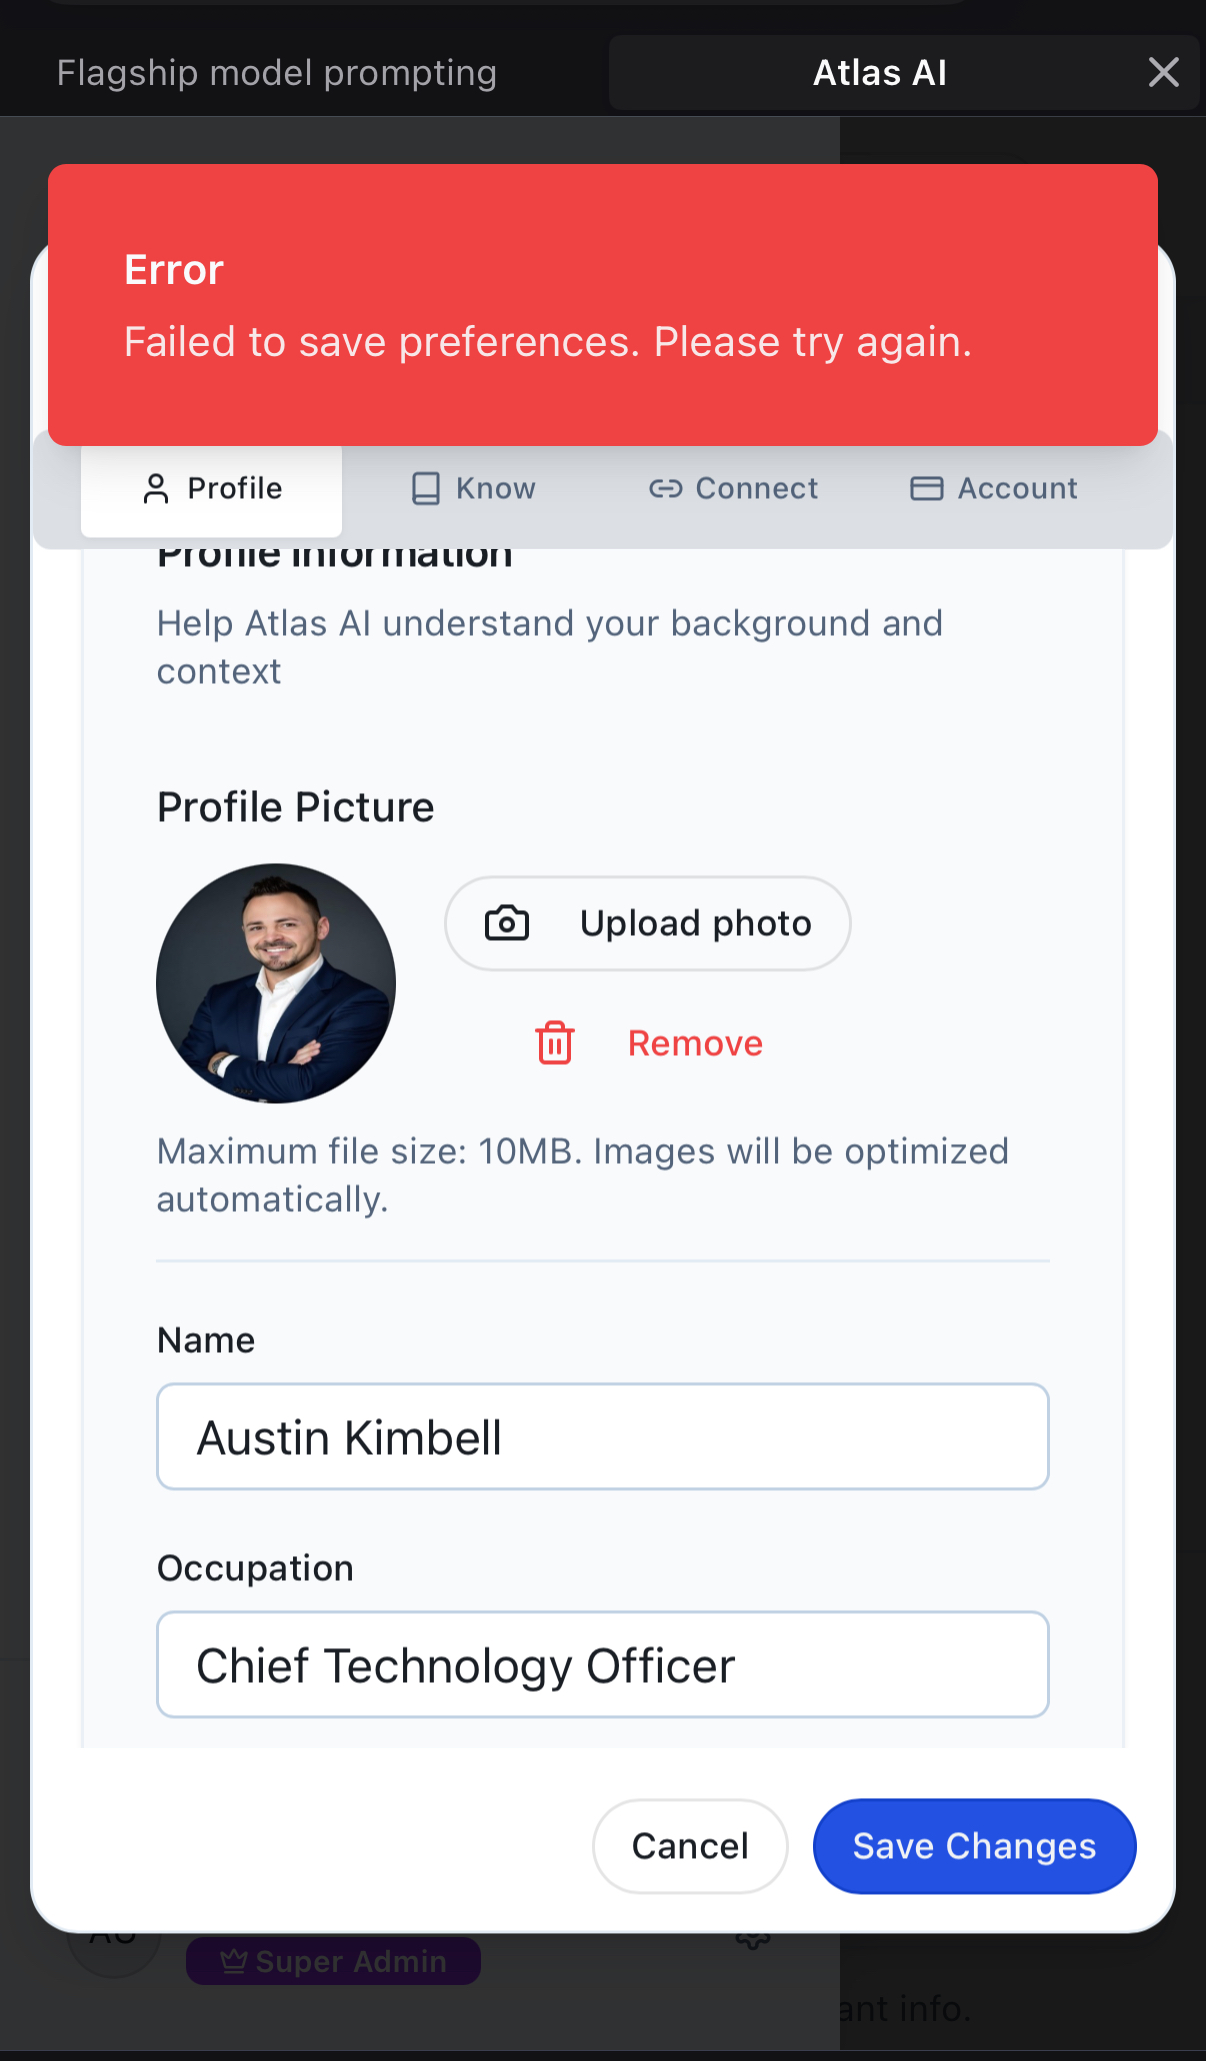 Flagship model prompting
Atlas AI
Error
Failed to save preferences. Please try again.
Profile
Know
Connect
Account
Profile Information
Help Atlas AI understand your background and
context
Profile Picture
Upload photo
Remove
Maximum file size: 10MB. Images will be optimized
automatically.
Name
Austin Kimbell
Occupation
Chief Technology Officer
Cancel
Save Changes
AU
Super Admin
ant info.